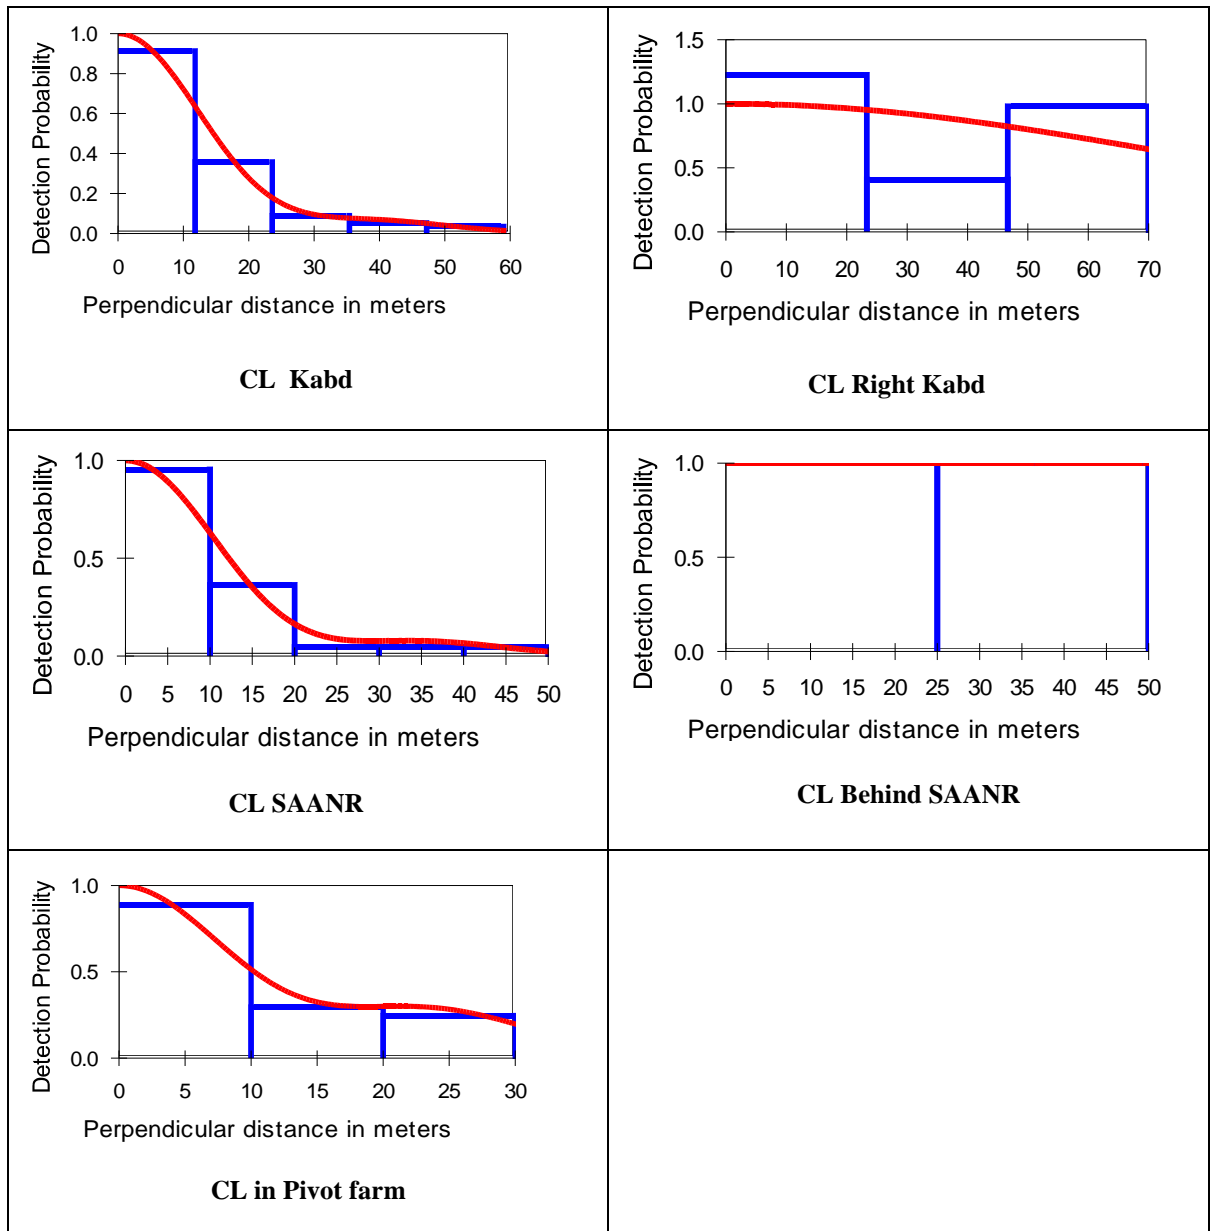 Detection Probability
1.0
0.8
0.6
0.4
0.2
0.0
0 10 20 30 40 50 60
Perpendicular distance in meters
CL Kabd
Detection Probability
1.5
1.0
0.5
0.0
0 10 20 30 40 50 60 70
Perpendicular distance in meters
CL Right Kabd
Detection Probability
1.0
0.5
0.0
0 5 10 15 20 25 30 35 40 45 50
Perpendicular distance in meters
CL SAANR
Detection Probability
1.0
0.5
0.0
0 5 10 15 20 25 30 35 40 45 50
Perpendicular distance in meters
CL Behind SAANR
Detection Probability
1.0
0.5
0.0
0 5 10 15 20 25 30
Perpendicular distance in meters
CL in Pivot farm